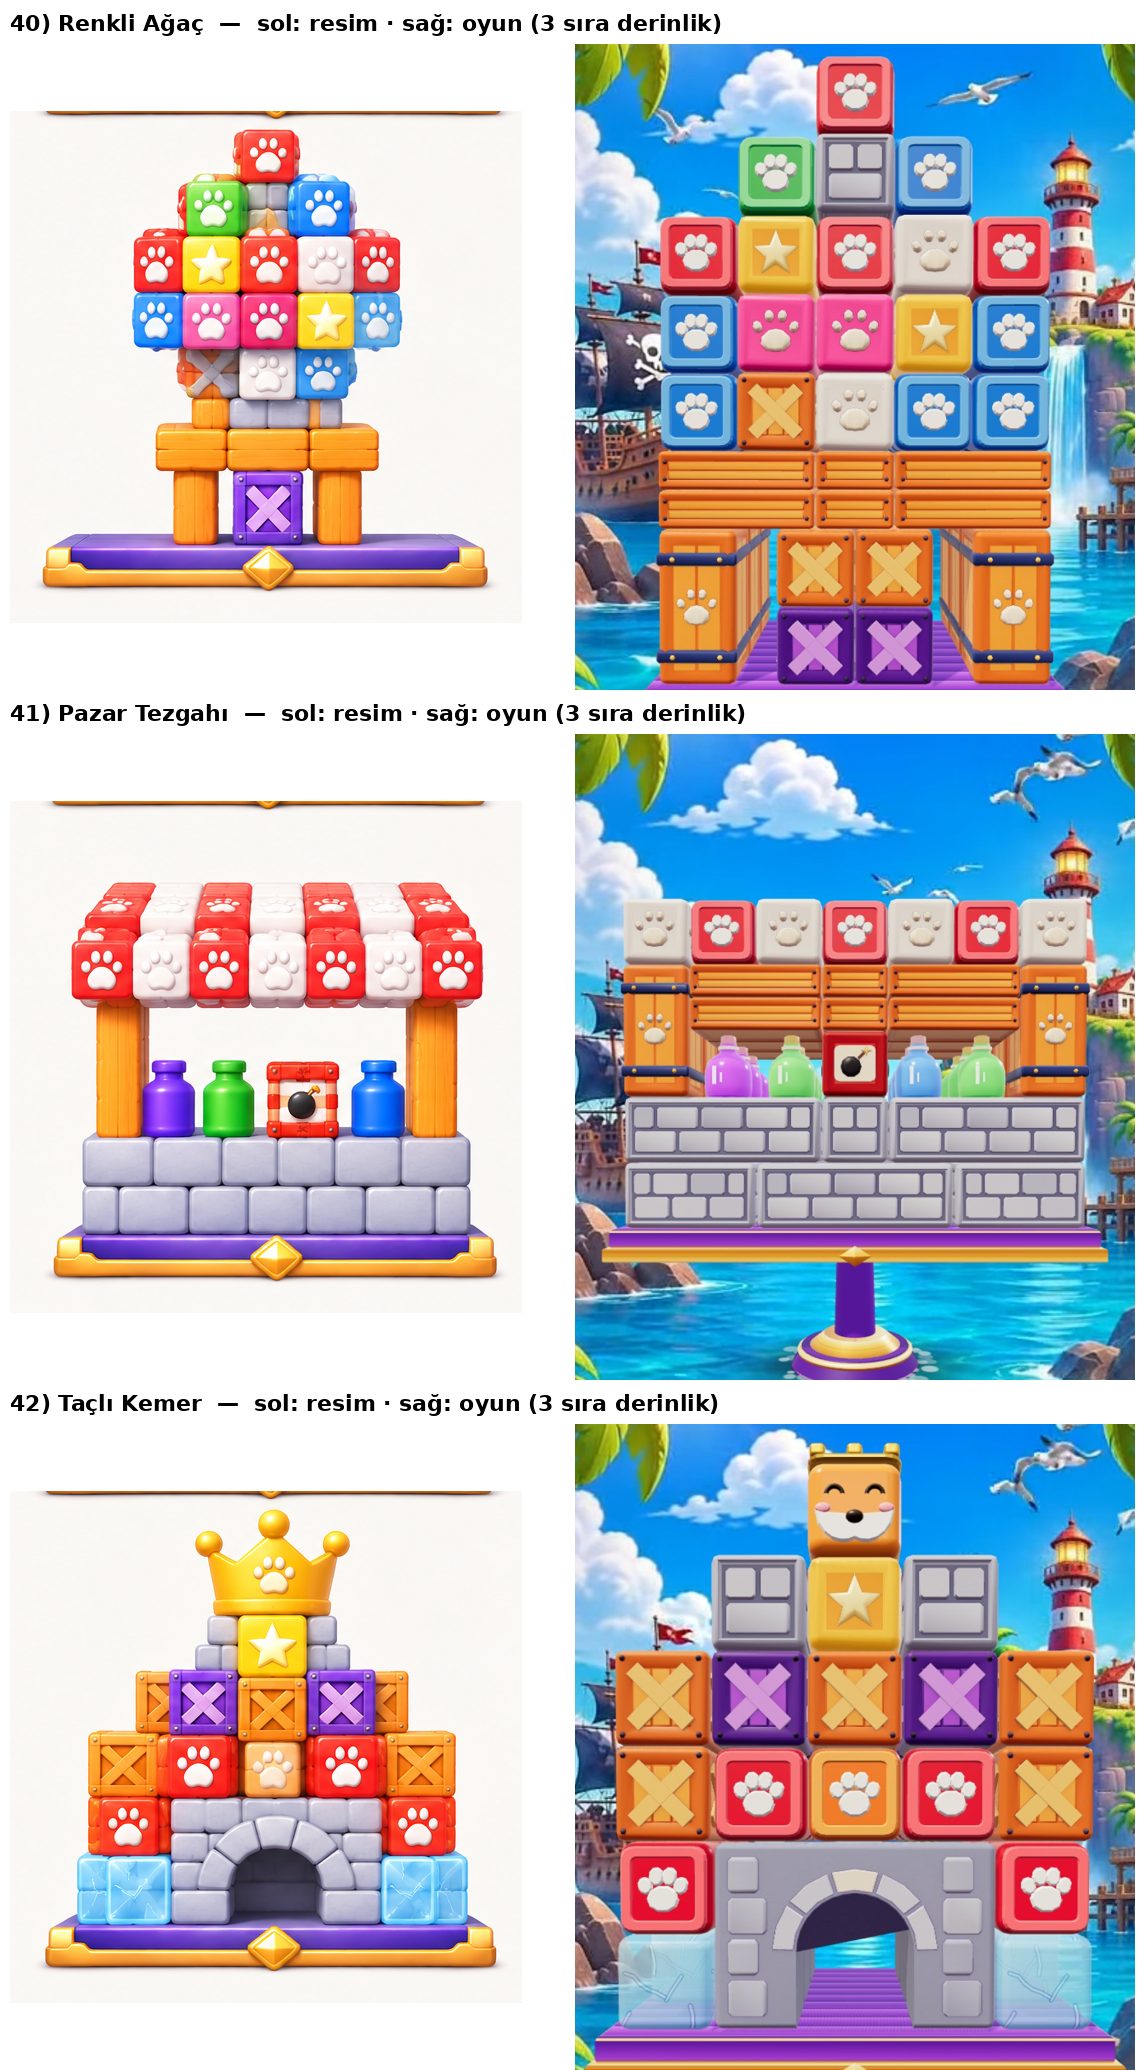 40) Renkli Ağaç — sol: resim · sağ: oyun (3 sıra derinlik)
41) Pazar Tezgahı — sol: resim · sağ: oyun (3 sıra derinlik)
42) Taçlı Kemer — sol: resim · sağ: oyun (3 sıra derinlik)